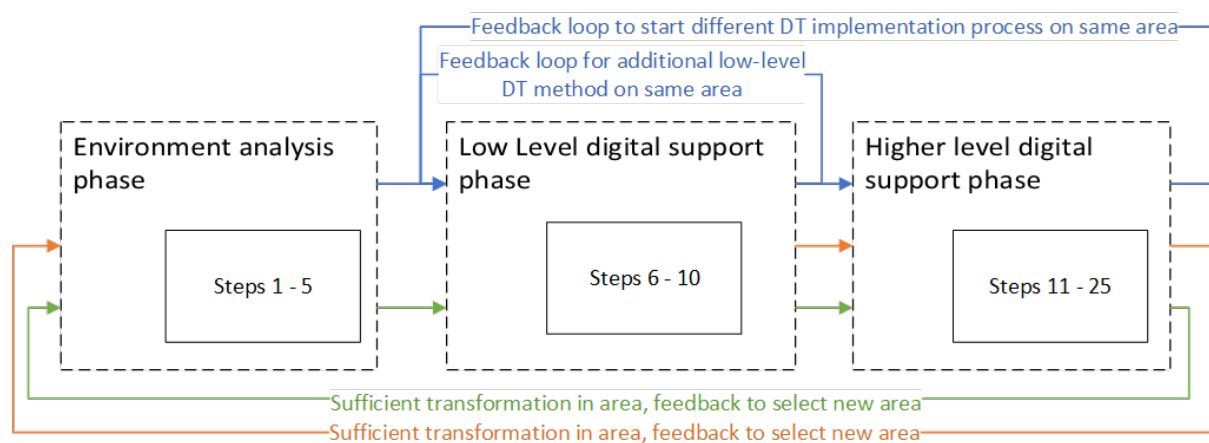 Feedback loop to start different DT implementation process on same area
Feedback loop for additional low-level
DT method on same area
Environment analysis
phase
Low Level digital support
phase
Higher level digital
support phase
Steps 1 - 5
Steps 6 - 10
Steps 11 - 25
Sufficient transformation in area, feedback to select new area
Sufficient transformation in area, feedback to select new area